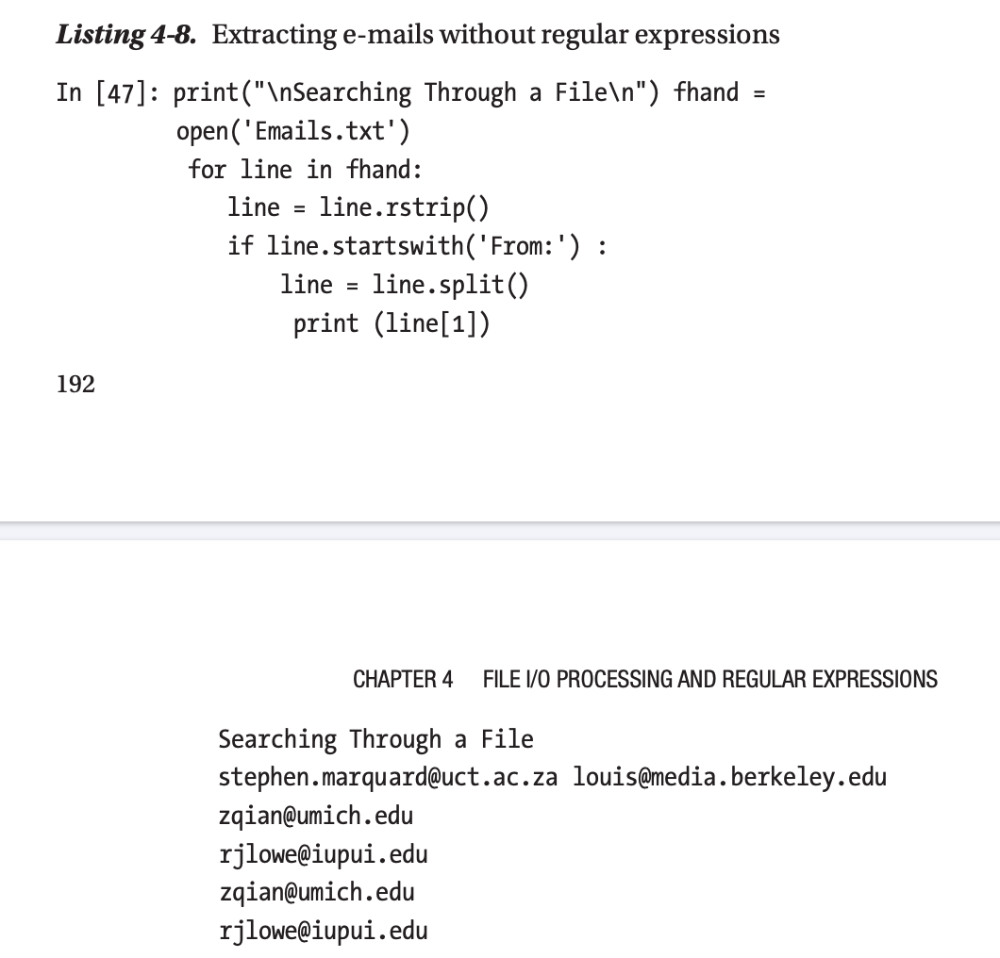 Listing 4-8. Extracting e-mails without regular expressions
In [47]: print("\nSearching Through a File\n") fhand =
open('Emails.txt')
for line in fhand:
line = line.rstrip()
if line.startswith('From:') :
line = line.split()
print (line[1])
192
CHAPTER 4 FILE I/O PROCESSING AND REGULAR EXPRESSIONS
Searching Through a File
stephen.marquard@uct.ac.za louis@media.berkeley.edu
zqian@umich.edu
rjlowe@iupui.edu
zqian@umich.edu
rjlowe@iupui.edu